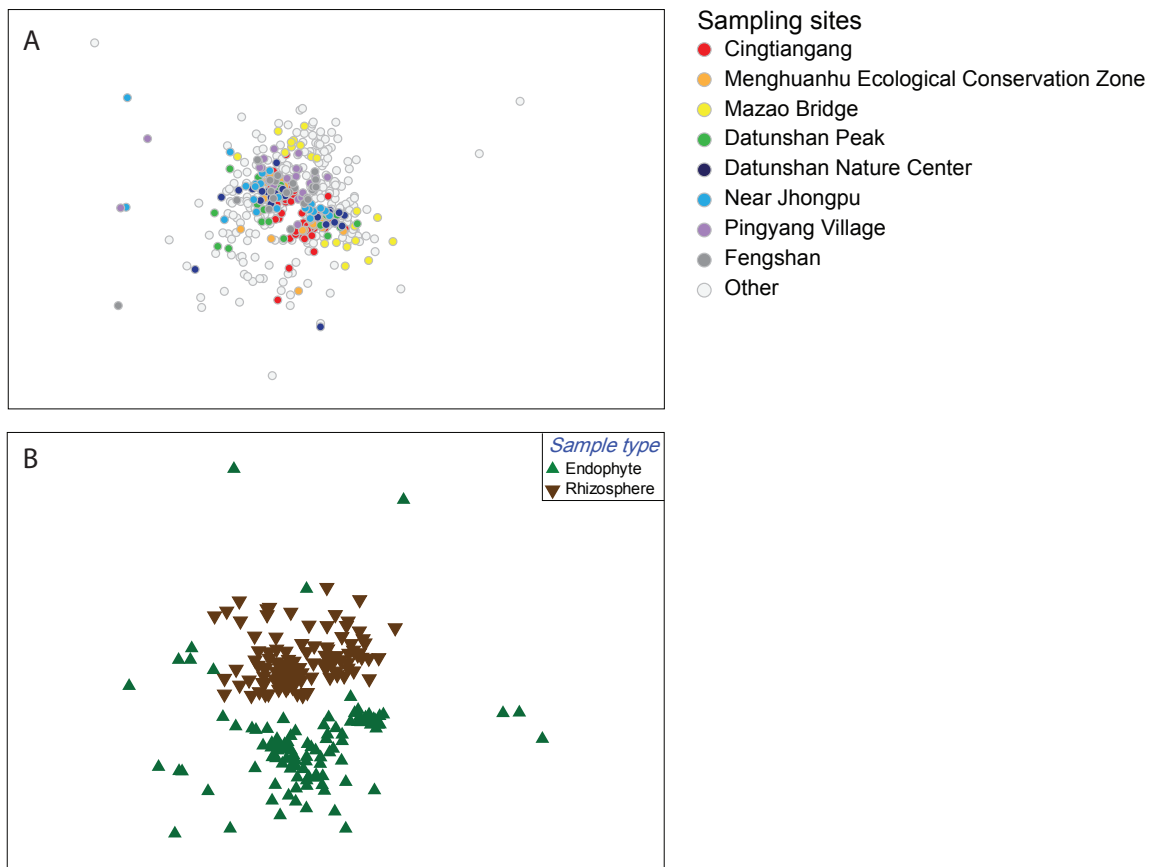 A
Sampling sites
Cingtiangang
Menghuanhu Ecological Conservation Zone
Mazao Bridge
Datunshan Peak
Datunshan Nature Center
Near Jhongpu
Pingyang Village
Fengshan
Other
B
Sample type
Endophyte
Rhizosphere